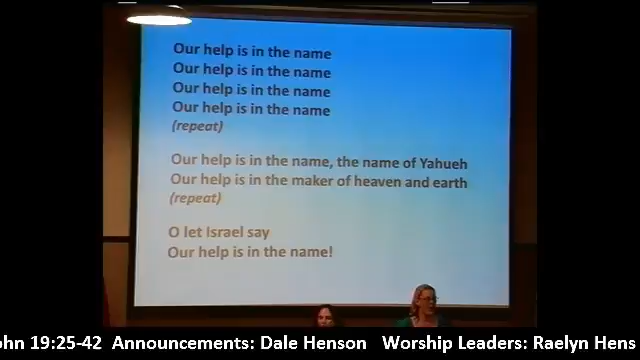 Our help is in the name
Our help is in the name
Our help is in the name
Our help is in the name
(repeat)
Our help is in the name, the name of Yahueh
Our help is in the maker of heaven and earth
(repeat)
O let Israel say
Our help is in the name!
ohn 19:25-42 Announcements: Dale Henson Worship Leaders: Raelyn Hens